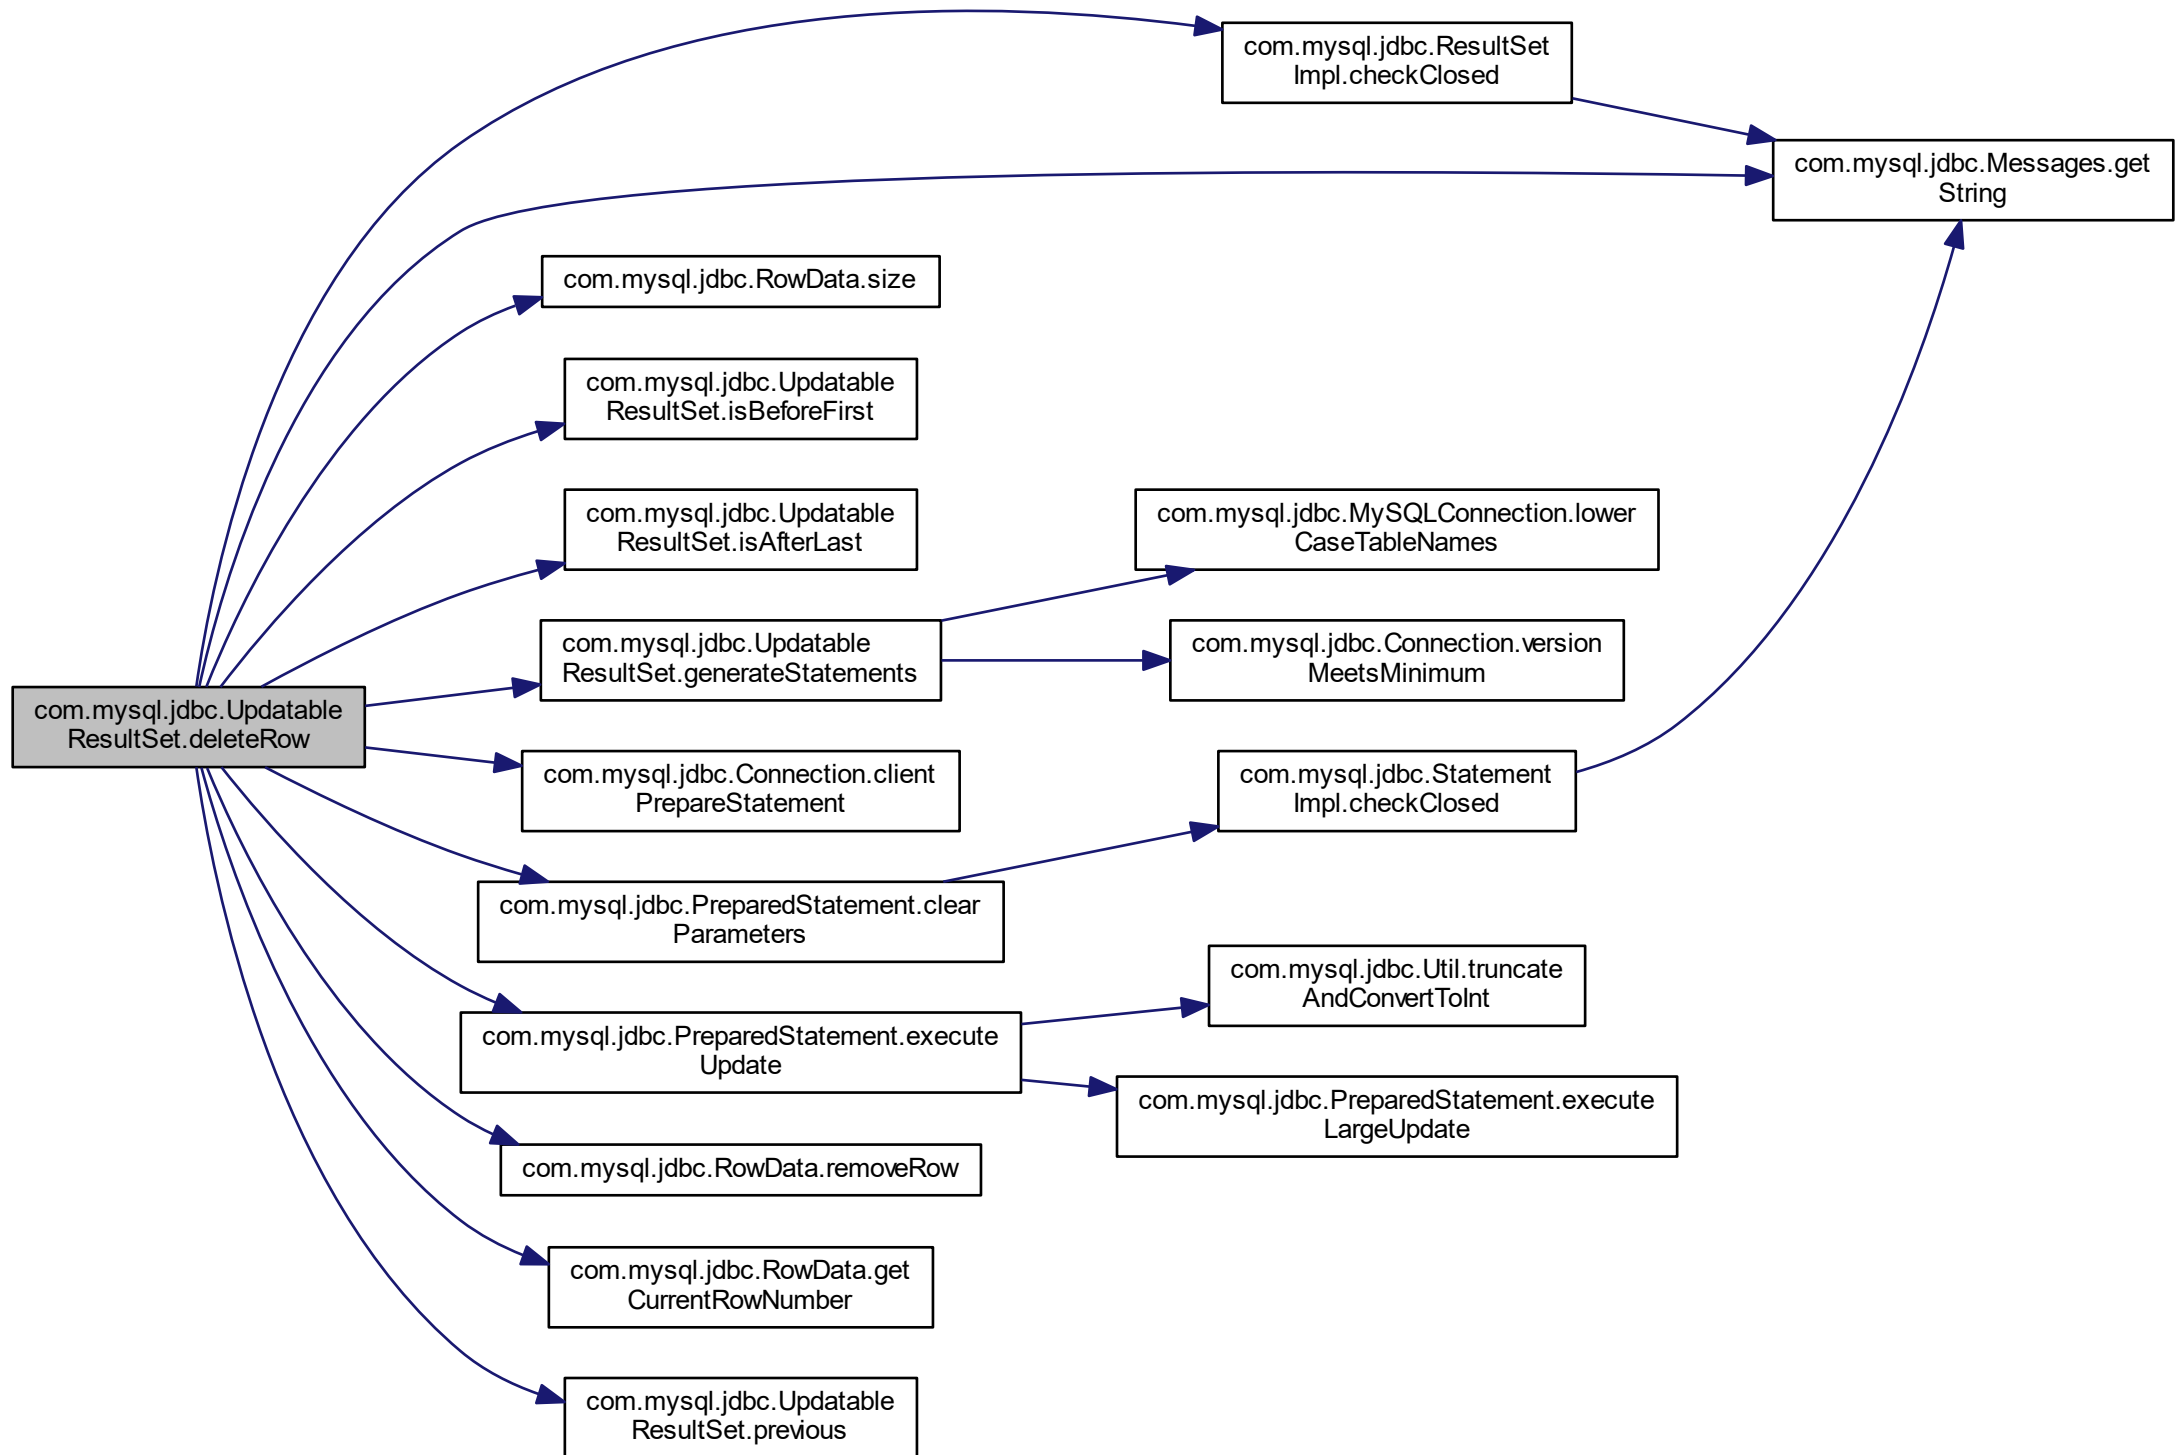 com.mysql.jdbc.ResultSet
Impl.checkClosed
com.mysql.jdbc.Messages.get
String
com.mysql.jdbc.RowData.size
com.mysql.jdbc.Updatable
ResultSet.isBeforeFirst
com.mysql.jdbc.Updatable
ResultSet.isAfterLast
com.mysql.jdbc.MySQLConnection.lower
CaseTableNames
com.mysql.jdbc.Updatable
ResultSet.generateStatements
com.mysql.jdbc.Connection.version
MeetsMinimum
com.mysql.jdbc.Updatable
ResultSet.deleteRow
com.mysql.jdbc.Connection.client
PrepareStatement
com.mysql.jdbc.Statement
Impl.checkClosed
com.mysql.jdbc.PreparedStatement.clear
Parameters
com.mysql.jdbc.Util.truncate
AndConvertToInt
com.mysql.jdbc.PreparedStatement.execute
Update
com.mysql.jdbc.PreparedStatement.execute
LargeUpdate
com.mysql.jdbc.RowData.removeRow
com.mysql.jdbc.RowData.get
CurrentRowNumber
com.mysql.jdbc.Updatable
ResultSet.previous